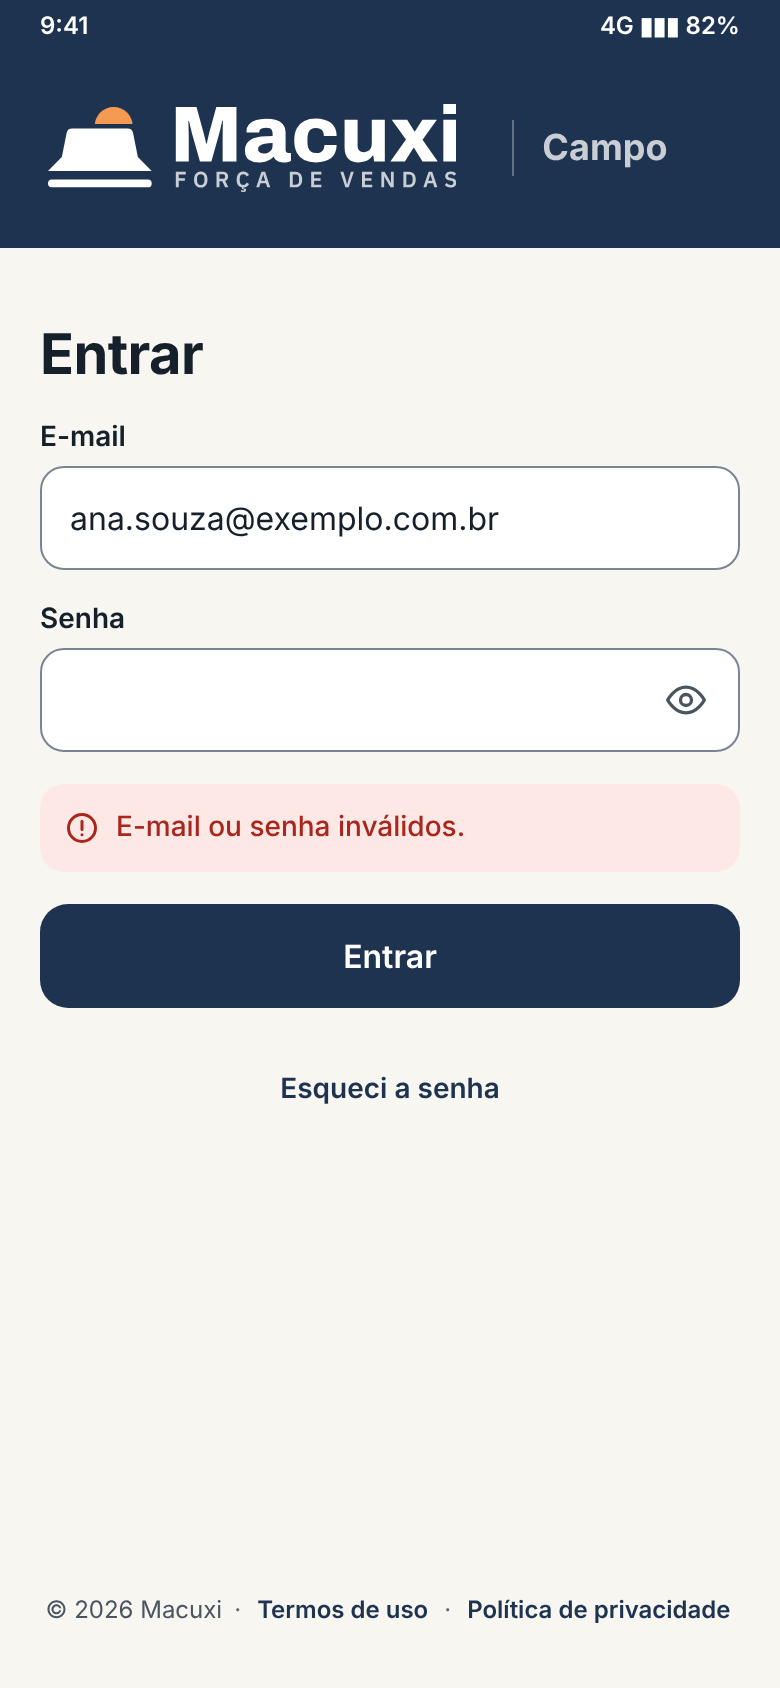 9:41 4G 82%
Macuxi
FORÇA DE VENDAS
Campo
Entrar
E-mail
ana.souza@exemplo.com.br
Senha
E-mail ou senha inválidos.
Entrar
Esqueci a senha
© 2026 Macuxi · Termos de uso · Política de privacidade